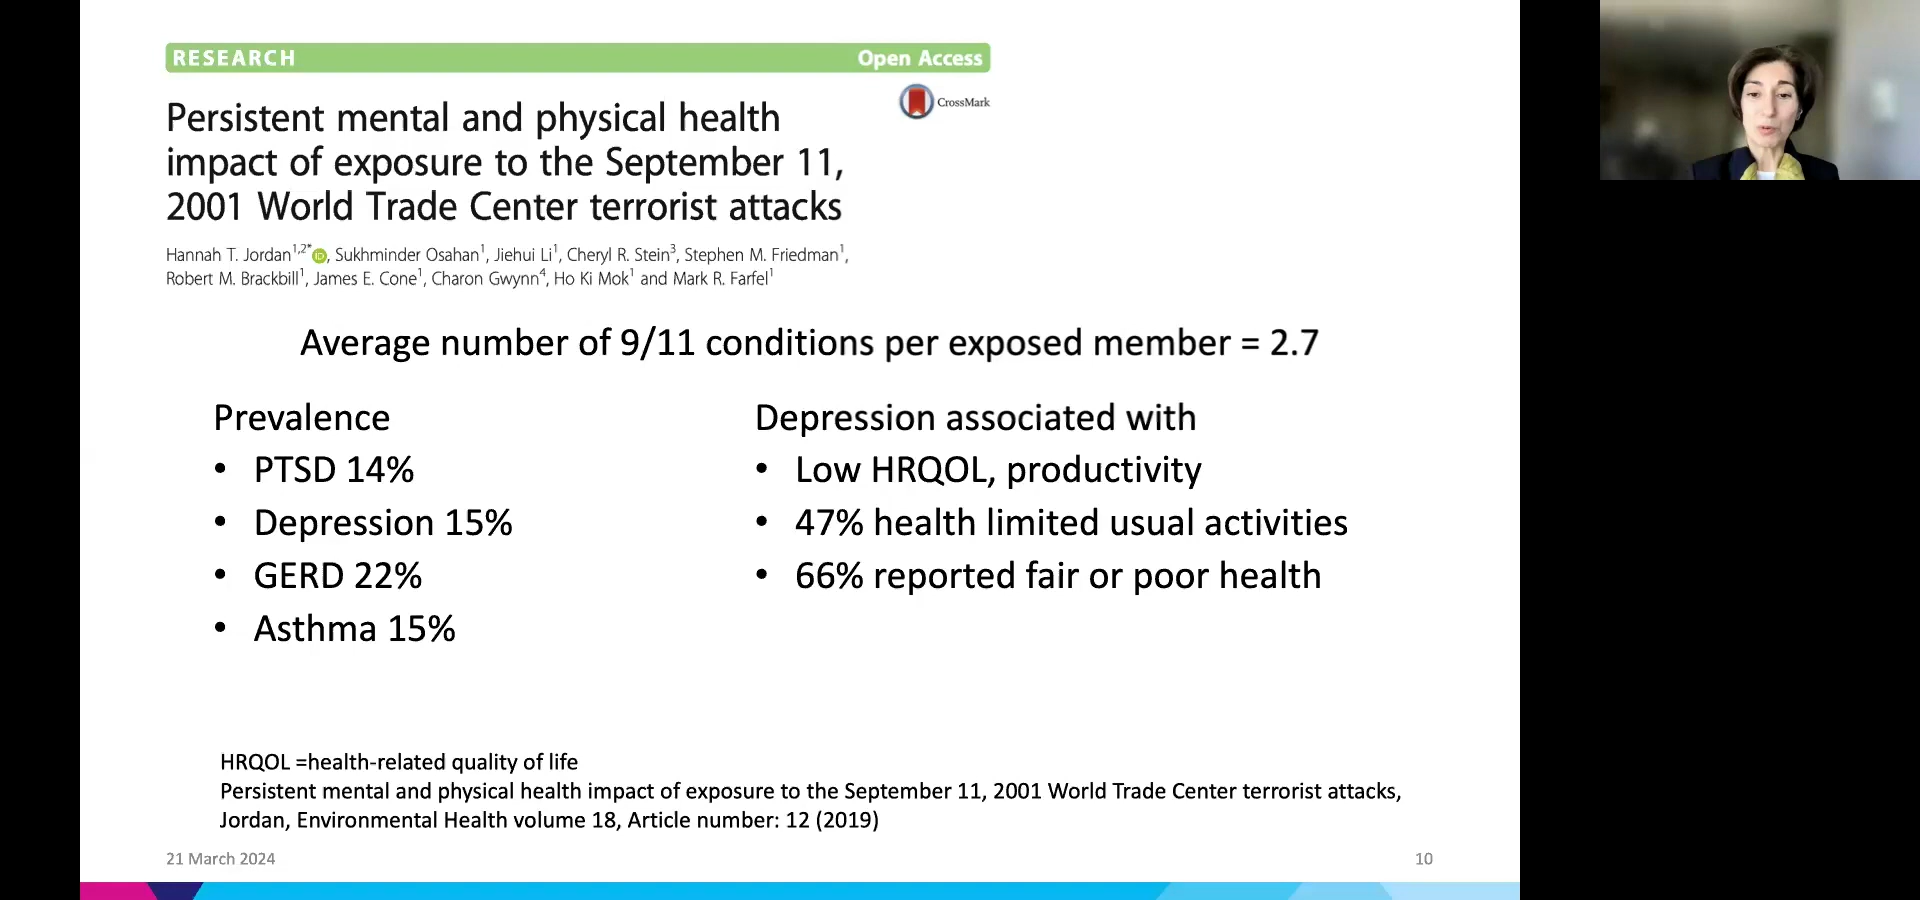 RESEARCH Open Access
CrossMark
Persistent mental and physical health
impact of exposure to the September 11,
2001 World Trade Center terrorist attacks
Hannah T. Jordan1,2* iD, Sukhminder Osahan1, Jiehui Li1, Cheryl R. Stein3, Stephen M. Friedman1,
Robert M. Brackbill1, James E. Cone1, Charon Gwynn4, Ho Ki Mok1 and Mark R. Farfel1
Average number of 9/11 conditions per exposed member = 2.7
Prevalence
• PTSD 14%
• Depression 15%
• GERD 22%
• Asthma 15%
Depression associated with
• Low HRQOL, productivity
• 47% health limited usual activities
• 66% reported fair or poor health
HRQOL =health-related quality of life
Persistent mental and physical health impact of exposure to the September 11, 2001 World Trade Center terrorist attacks,
Jordan, Environmental Health volume 18, Article number: 12 (2019)
21 March 2024
10